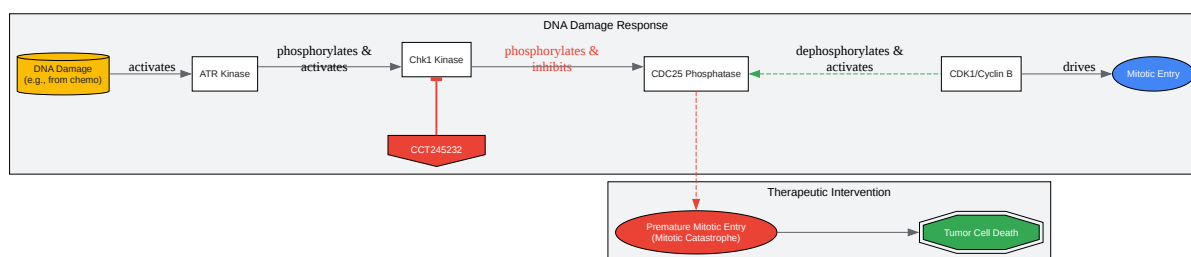 DNA Damage Response
DNA Damage
(e.g., from chemo)
activates
ATR Kinase
phosphorylates &
activates
Chk1 Kinase
phosphorylates &
inhibits
CDC25 Phosphatase
dephosphorylates &
activates
CDK1/Cyclin B
drives
Mitotic Entry
CCT245232
Therapeutic Intervention
Premature Mitotic Entry
(Mitotic Catastrophe)
Tumor Cell Death